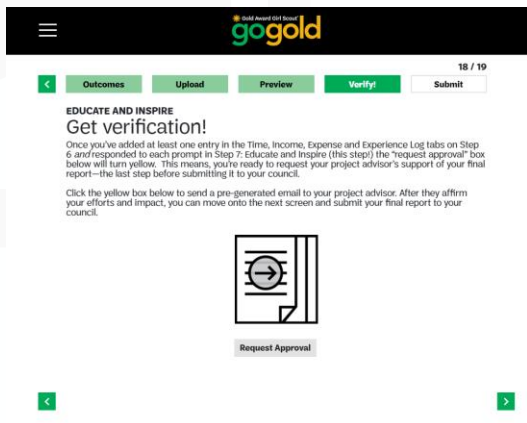 Gold Award Girl Scout
gogold
18 / 19
Outcomes Upload Preview Verify! Submit
EDUCATE AND INSPIRE
Get verification!
Once you've added at least one entry in the Time, Income, Expense and Experience Log tabs on Step
6 and responded to each prompt in Step 7: Educate and Inspire (this step!) the "request approval" box
below will turn yellow. This means, you're ready to request your project advisor's support of your final
report—the last step before submitting it to your council.
Click the yellow box below to send a pre-generated email to your project advisor. After they affirm
your efforts and impact, you can move onto the next screen and submit your final report to your
council.
Request Approval